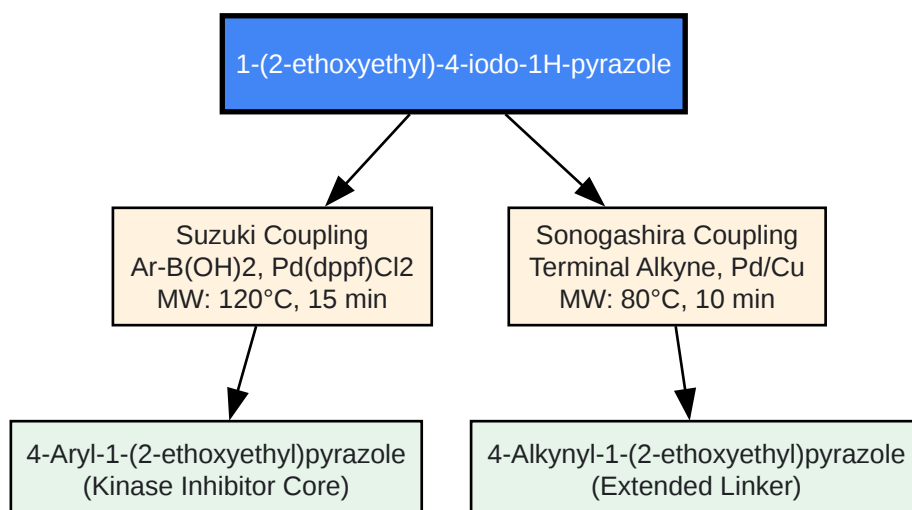 1-(2-ethoxyethyl)-4-iodo-1H-pyrazole
Suzuki Coupling
Ar-B(OH)2, Pd(dppf)Cl2
MW: 120°C, 15 min
Sonogashira Coupling
Terminal Alkyne, Pd/Cu
MW: 80°C, 10 min
4-Aryl-1-(2-ethoxyethyl)pyrazole
(Kinase Inhibitor Core)
4-Alkynyl-1-(2-ethoxyethyl)pyrazole
(Extended Linker)